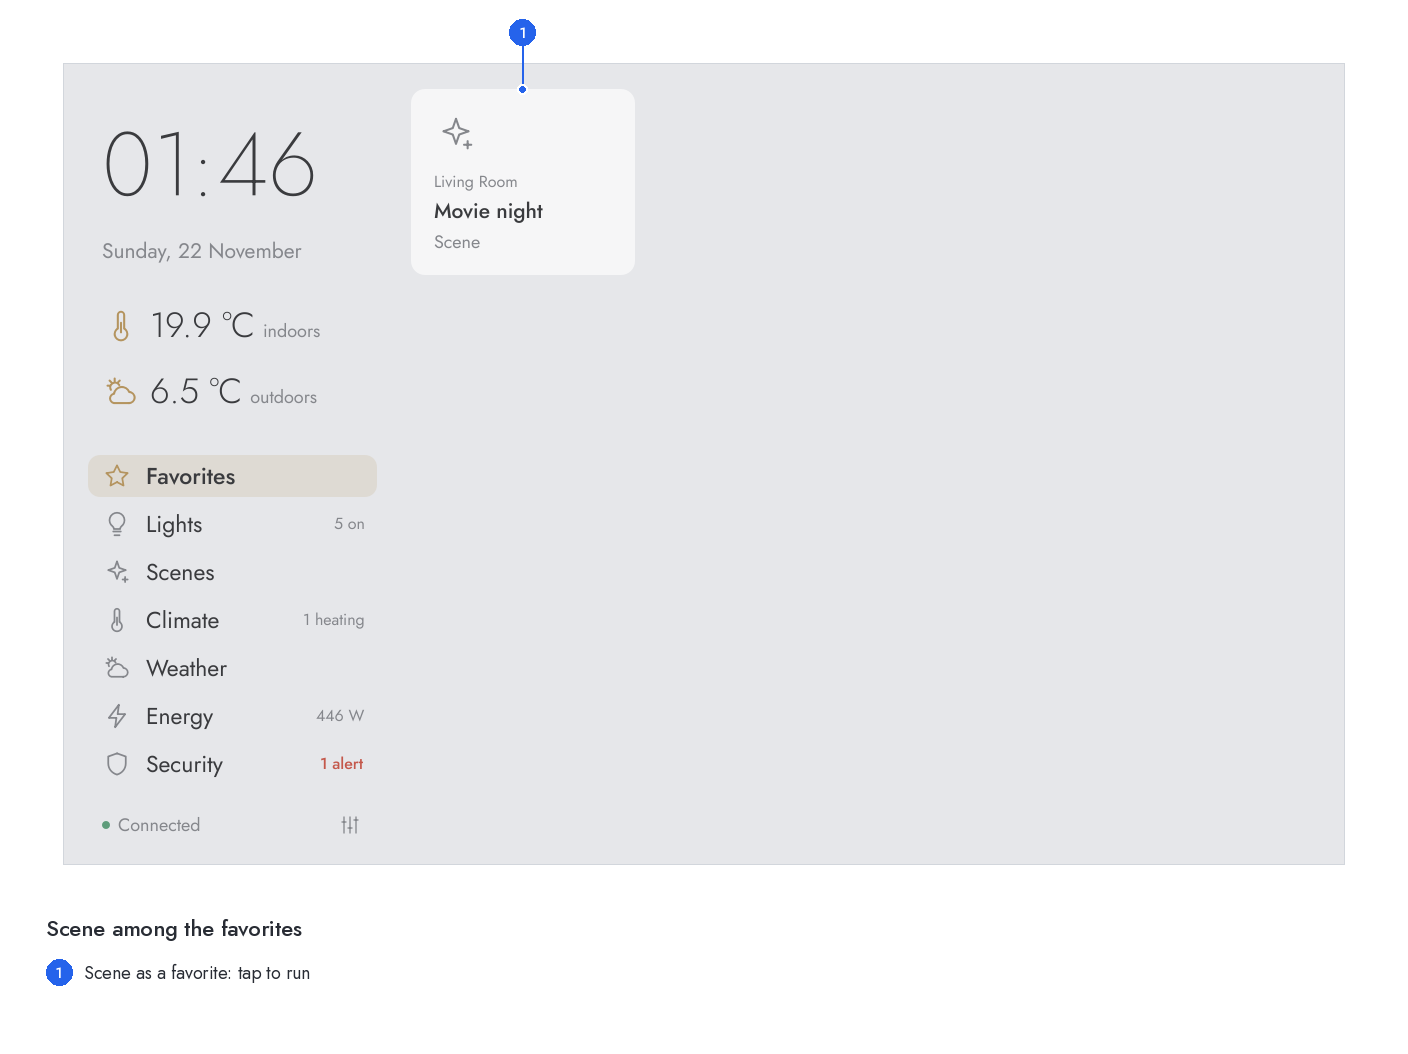 1
01:46
Sunday, 22 November
19.9 °C indoors
6.5 °C outdoors
Favorites
Lights 5 on
Scenes
Climate 1 heating
Weather
Energy 446 W
Security 1 alert
Connected
Living Room
Movie night
Scene
Scene among the favorites
1 Scene as a favorite: tap to run